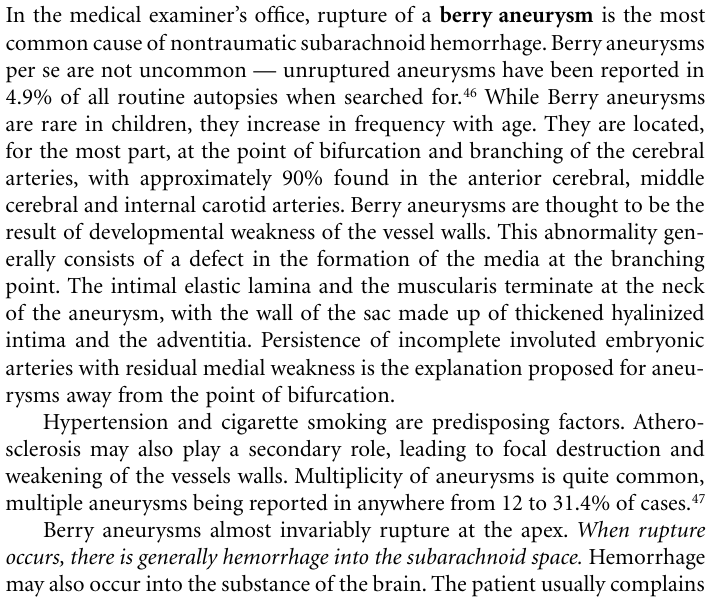 In the medical examiner's office, rupture of a berry aneurysm is the most
common cause of nontraumatic subarachnoid hemorrhage. Berry aneurysms
per se are not uncommon — unruptured aneurysms have been reported in
4.9% of all routine autopsies when searched for.46 While Berry aneurysms
are rare in children, they increase in frequency with age. They are located,
for the most part, at the point of bifurcation and branching of the cerebral
arteries, with approximately 90% found in the anterior cerebral, middle
cerebral and internal carotid arteries. Berry aneurysms are thought to be the
result of developmental weakness of the vessel walls. This abnormality gen-
erally consists of a defect in the formation of the media at the branching
point. The intimal elastic lamina and the muscularis terminate at the neck
of the aneurysm, with the wall of the sac made up of thickened hyalinized
intima and the adventitia. Persistence of incomplete involuted embryonic
arteries with residual medial weakness is the explanation proposed for aneu-
rysms away from the point of bifurcation.
Hypertension and cigarette smoking are predisposing factors. Athero-
sclerosis may also play a secondary role, leading to focal destruction and
weakening of the vessels walls. Multiplicity of aneurysms is quite common,
multiple aneurysms being reported in anywhere from 12 to 31.4% of cases.47
Berry aneurysms almost invariably rupture at the apex. When rupture
occurs, there is generally hemorrhage into the subarachnoid space. Hemorrhage
may also occur into the substance of the brain. The patient usually complains